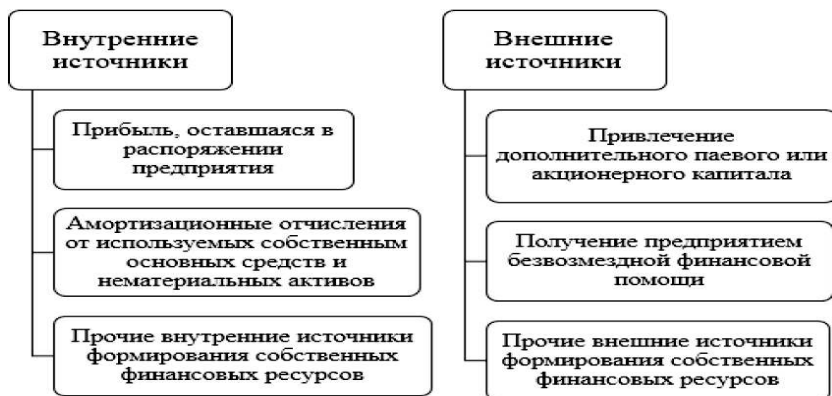 Внутренние
источники
Прибыль, оставшаяся в
распоряжении
предприятия
Амортизационные отчисления
от используемых собственным
основных средств и
нематериальных активов
Прочие внутренние источники
формирования собственных
финансовых ресурсов
Внешние
источники
Привлечение
дополнительного паевого или
акционерного капитала
Получение предприятием
безвозмездной финансовой
помощи
Прочие внешние источники
формирования собственных
финансовых ресурсов